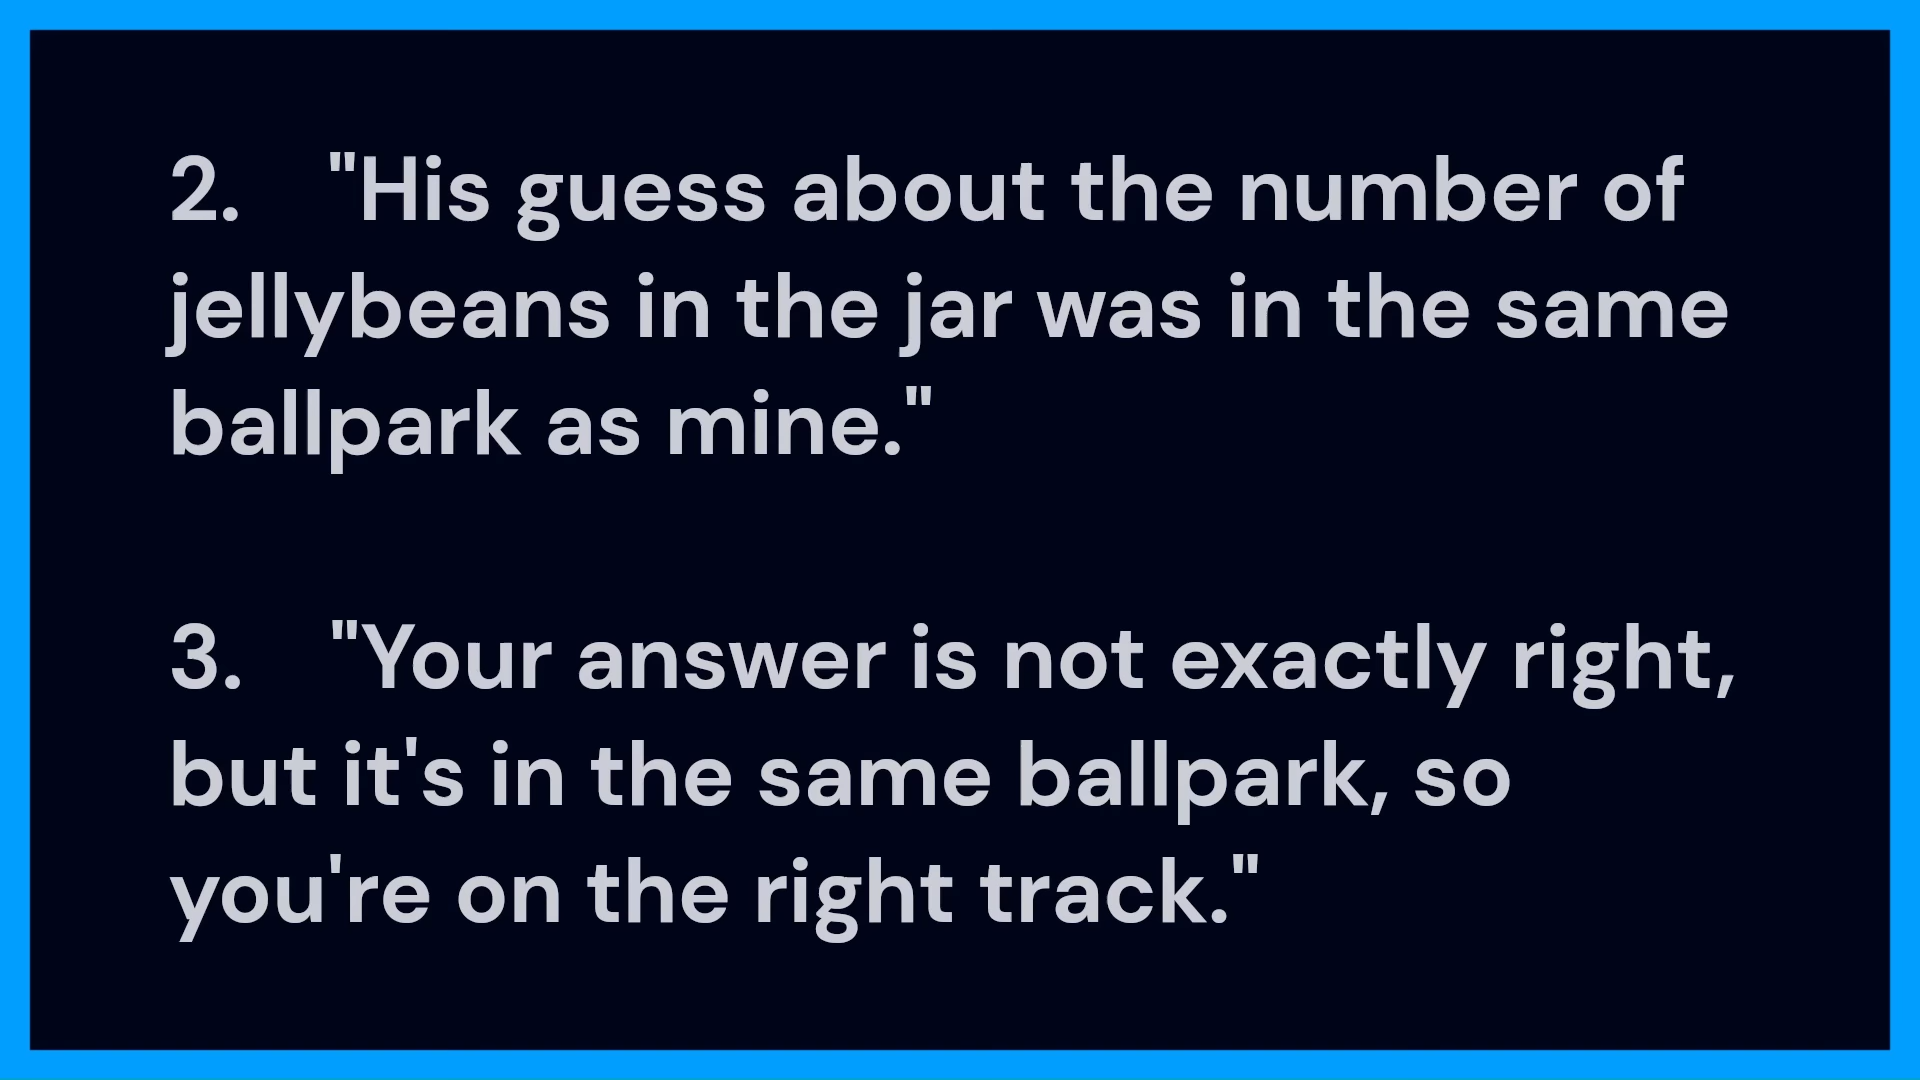 2. "His guess about the number of
jellybeans in the jar was in the same
ballpark as mine."
3. "Your answer is not exactly right,
but it's in the same ballpark, so
you're on the right track."